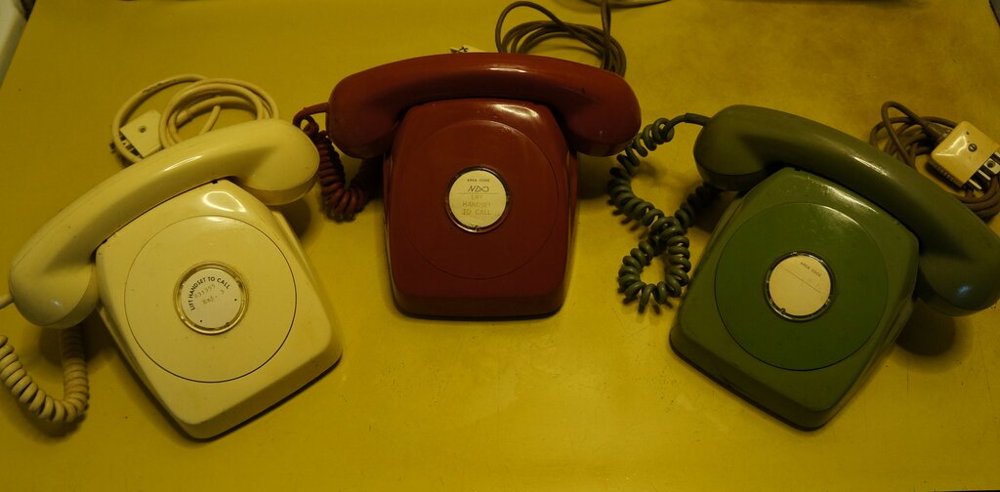 LIFT HANDSET TO CALL
AREA CODE
NDO
LIFT
HANDSET
TO CALL
AREA CODE